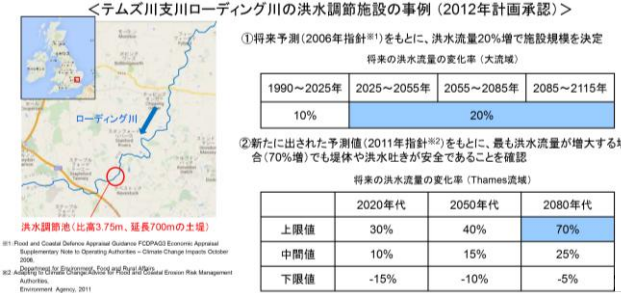 ＜テムズ川支川ローディング川の洪水調節施設の事例（2012年計画承認）＞
①将来予測（2006年指針※1）をもとに、洪水流量20%増で施設規模を決定
将来の洪水流量の変化率（大流域）
1990～2025年 2025～2055年 2055～2085年 2085～2115年
10% 20%
②新たに出された予測値（2011年指針※2）をもとに、最も洪水流量が増大する場
合（70%増）でも堤体や洪水吐きが安全であることを確認
将来の洪水流量の変化率（Thames流域）
2020年代 2050年代 2080年代
上限値 30% 40% 70%
中間値 10% 15% 25%
下限値 -15% -10% -5%
ローディング川
洪水調節池（比高3.75m、延長700mの土堤）
※1:Flood and Coastal Defence Appraisal Guidance FCDPAG3 Economic Appraisal
Supplementary Note to Operating Authorities – Climate Change Impacts October
2006.
Department for Environment, Food and Rural Affairs
※2:Adapting to Climate Change:Advice for Flood and Coastal Erosion Risk Management
Authorities,
Environment Agency, 2011